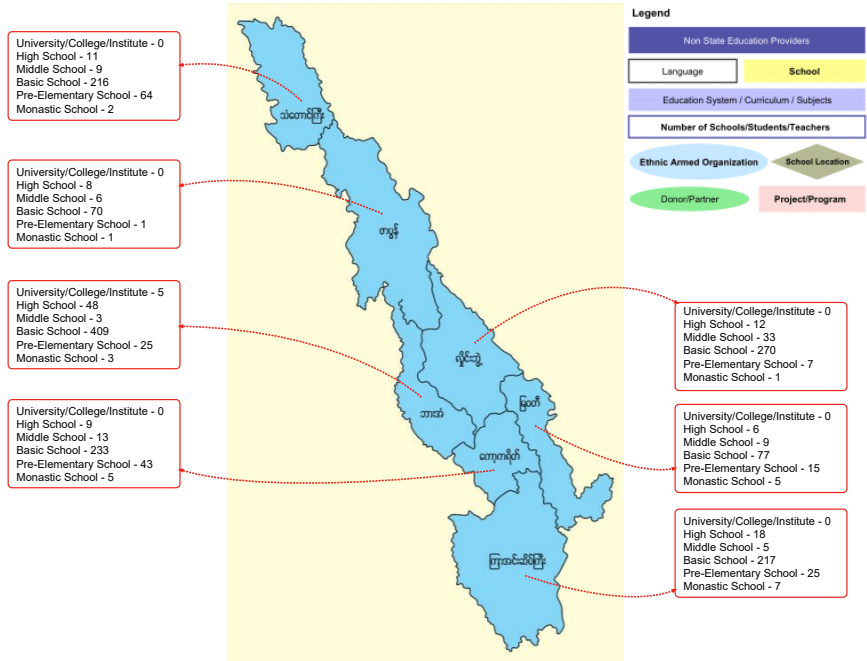 University/College/Institute - 0
High School - 11
Middle School - 9
Basic School - 216
Pre-Elementary School - 64
Monastic School - 2
University/College/Institute - 0
High School - 8
Middle School - 6
Basic School - 70
Pre-Elementary School - 1
Monastic School - 1
University/College/Institute - 5
High School - 48
Middle School - 3
Basic School - 409
Pre-Elementary School - 25
Monastic School - 3
University/College/Institute - 0
High School - 9
Middle School - 13
Basic School - 233
Pre-Elementary School - 43
Monastic School - 5
သံတောင်ကြီး
ဖာပွန်
လှိုင်းဘွဲ့
မြဝတီ
ဘားအံ
ကော့ကရိတ်
ကြာအင်းဆိပ်ကြီး
Legend
Non State Education Providers
Language
School
Education System / Curriculum / Subjects
Number of Schools/Students/Teachers
Ethnic Armed Organization
School Location
Donor/Partner
Project/Program
University/College/Institute - 0
High School - 12
Middle School - 33
Basic School - 270
Pre-Elementary School - 7
Monastic School - 1
University/College/Institute - 0
High School - 6
Middle School - 9
Basic School - 77
Pre-Elementary School - 15
Monastic School - 5
University/College/Institute - 0
High School - 18
Middle School - 5
Basic School - 217
Pre-Elementary School - 25
Monastic School - 7